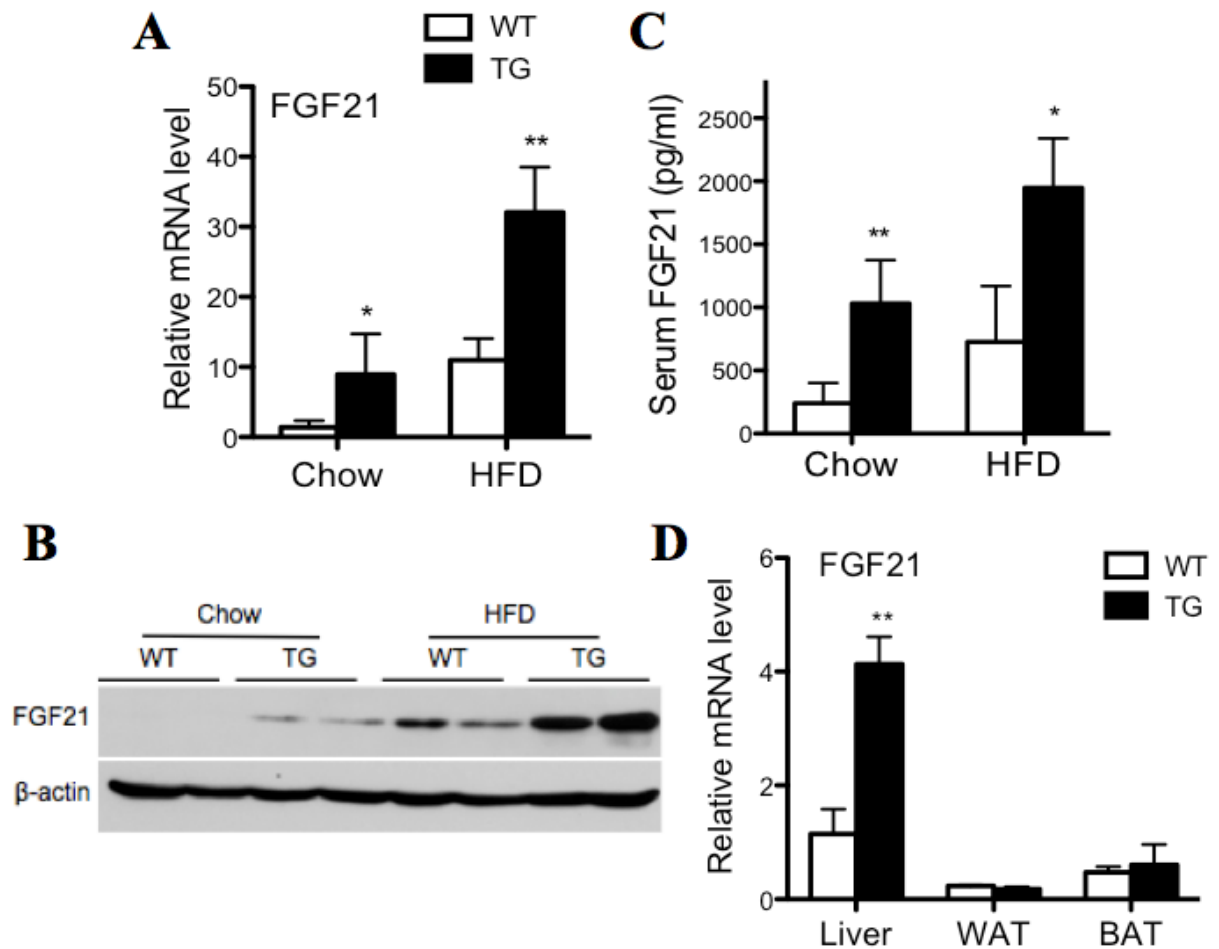 A
WT
TG
FGF21
Relative mRNA level
50
40
30
20
10
0
*
**
Chow
HFD
C
Serum FGF21 (pg/ml)
2500
2000
1500
1000
500
0
**
*
Chow
HFD
B
Chow
HFD
WT
TG
WT
TG
FGF21
β-actin
D
FGF21
WT
TG
Relative mRNA level
6
4
2
0
**
Liver
WAT
BAT